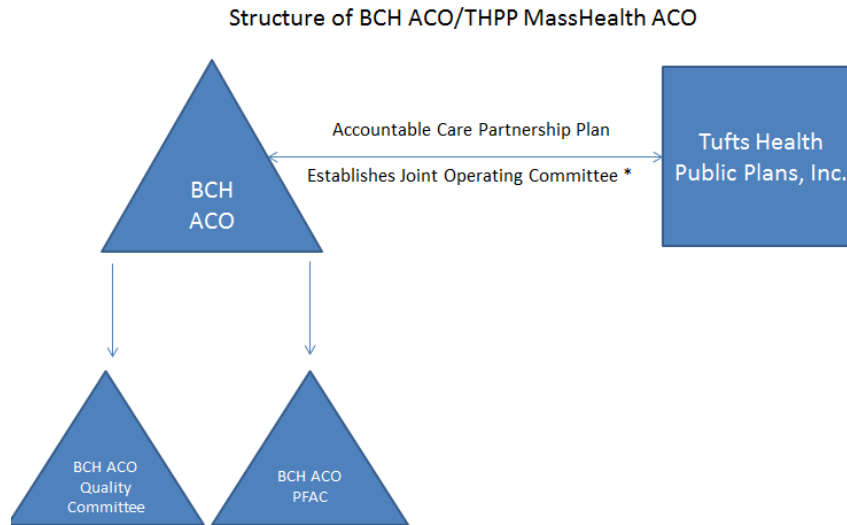 Structure of BCH ACO/THPP MassHealth ACO
Accountable Care Partnership Plan
Establishes Joint Operating Committee *
BCH
ACO
Tufts Health
Public Plans, Inc.
BCH ACO
Quality
Committee
BCH ACO
PFAC